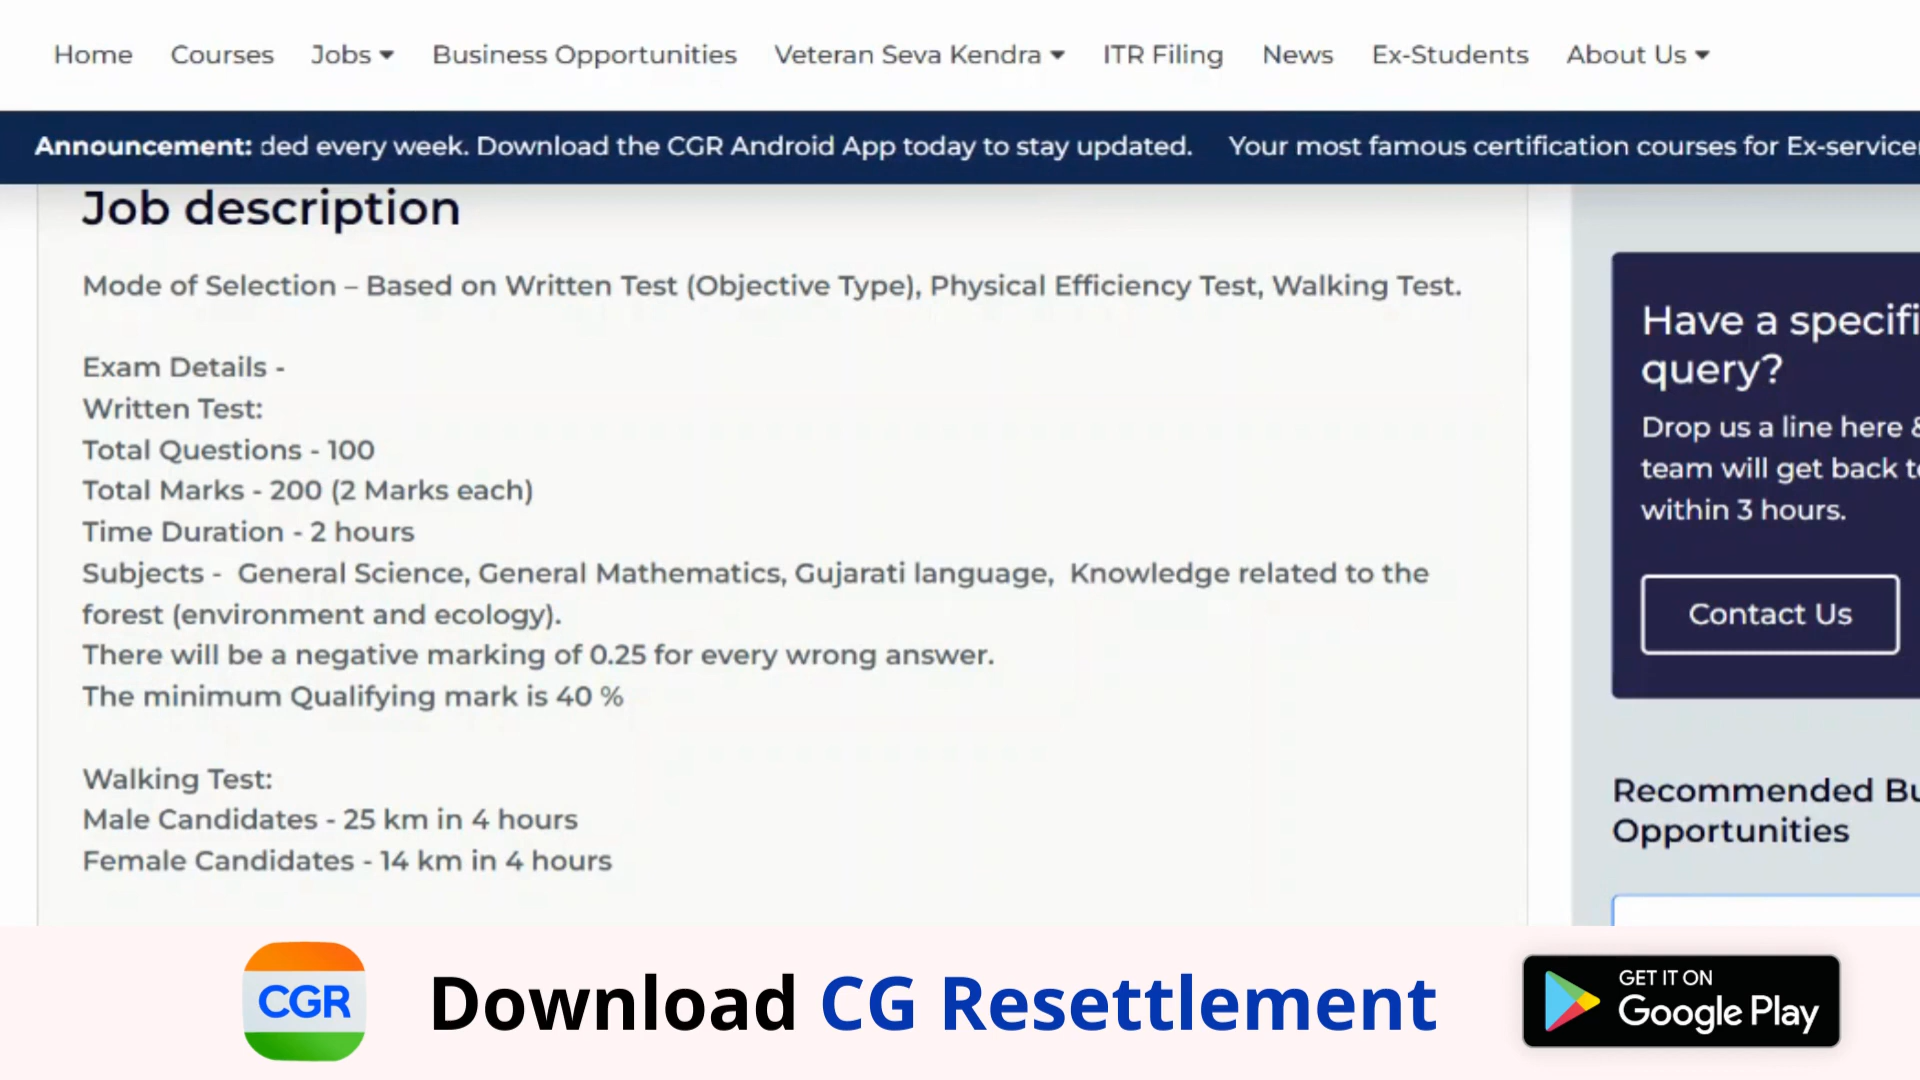 Home Courses Jobs Business Opportunities Veteran Seva Kendra ITR Filing News Ex-Students About Us
Announcement: ded every week. Download the CGR Android App today to stay updated. Your most famous certification courses for
Job description
Mode of Selection – Based on Written Test (Objective Type), Physical Efficiency Test, Walking Test.
Exam Details -
Written Test:
Total Questions - 100
Total Marks - 200 (2 Marks each)
Time Duration - 2 hours
Subjects - General Science, General Mathematics, Gujarati language, Knowledge related to the
forest (environment and ecology).
There will be a negative marking of 0.25 for every wrong answer.
The minimum Qualifying mark is 40 %
Walking Test:
Male Candidates - 25 km in 4 hours
Female Candidates - 14 km in 4 hours
Have a
query?
Drop us a line here
team will get back
within 3 hours.
Contact Us
Recommended
Opportunities
CGR
Download CG Resettlement
GET IT ON
Google Play